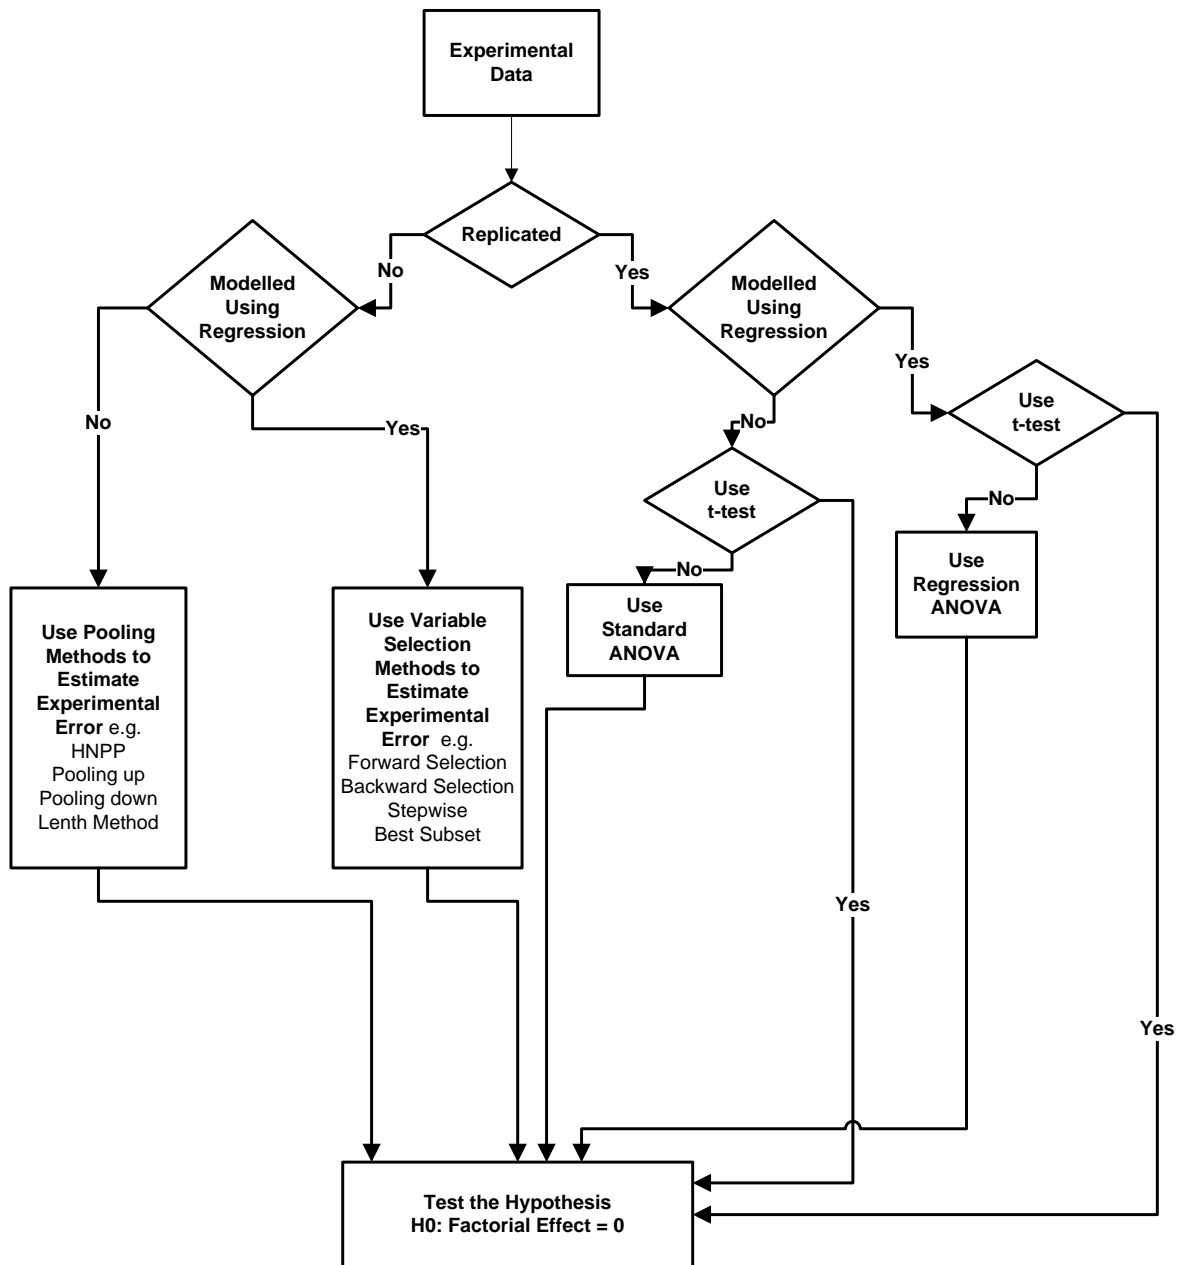 Experimental
Data
Replicated
No
Yes
Modelled
Using
Regression
Modelled
Using
Regression
No
Yes
No
Yes
Use
t-test
Use
t-test
No
No
Use Pooling
Methods to
Estimate
Experimental
Error e.g.
HNPP
Pooling up
Pooling down
Lenth Method
Use Variable
Selection
Methods to
Estimate
Experimental
Error e.g.
Forward Selection
Backward Selection
Stepwise
Best Subset
Use
Standard
ANOVA
Use
Regression
ANOVA
Yes
Yes
Test the Hypothesis
H0: Factorial Effect = 0